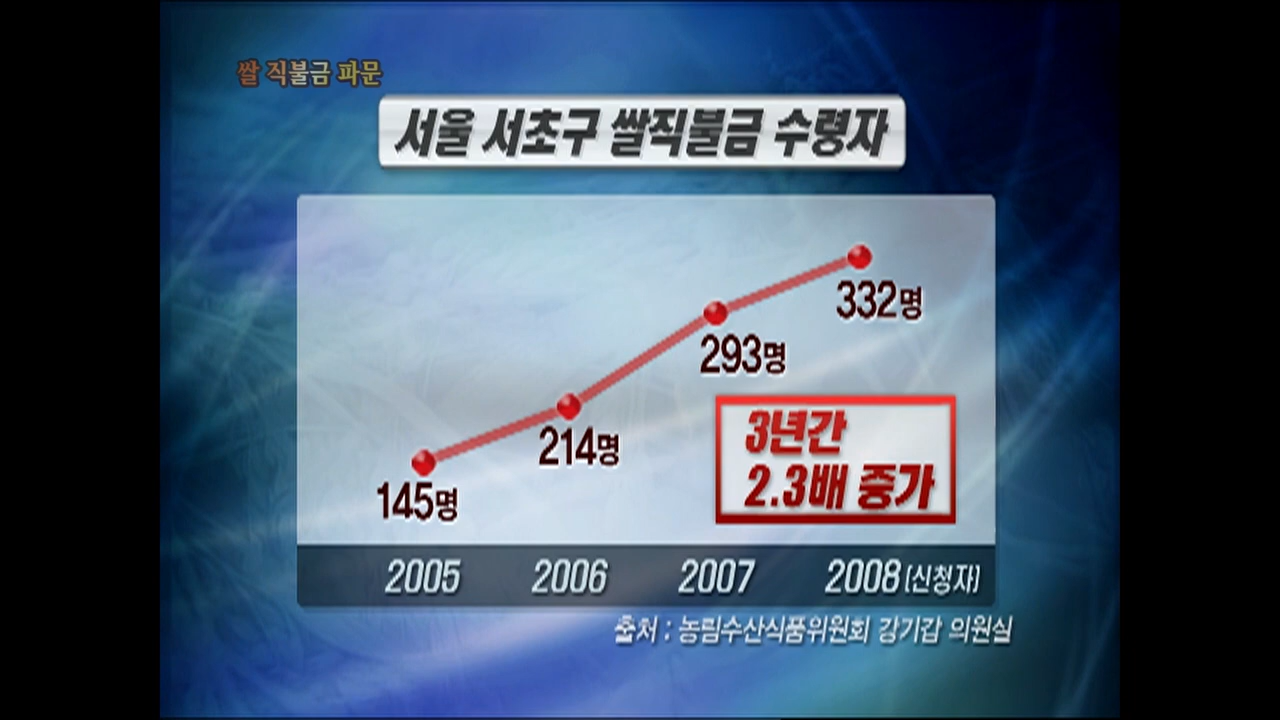 쌀 직불금 파문
서울 서초구 쌀직불금 수령자
332명
293명
214명
145명
3년간
2.3배 증가
2005 2006 2007 2008 (신청자)
출처 : 농림수산식품위원회 강기갑 의원실